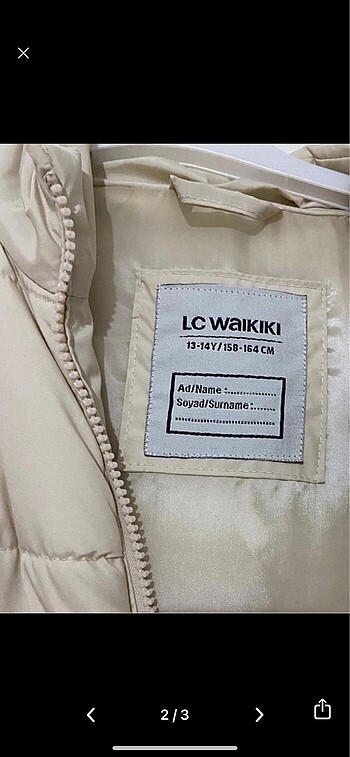 LC WAIKIKI
13-14Y/158-164 CM
Ad/Name :..............
Soyad/Surname :.......
..............................
2/3